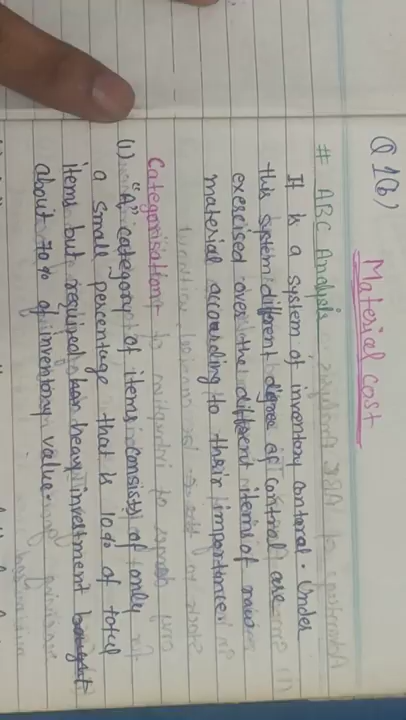 Material cost
Q1(b)
# ABC Analysis
It is a system of inventory contaral. Under
this system different degree of control are
exercised over the different items of raw
material according to their importance
Categorisation
(1) "A" category of items consists of only
a small percentage that is 10% of total
items but required heavy investment
about 70% of inventory value.